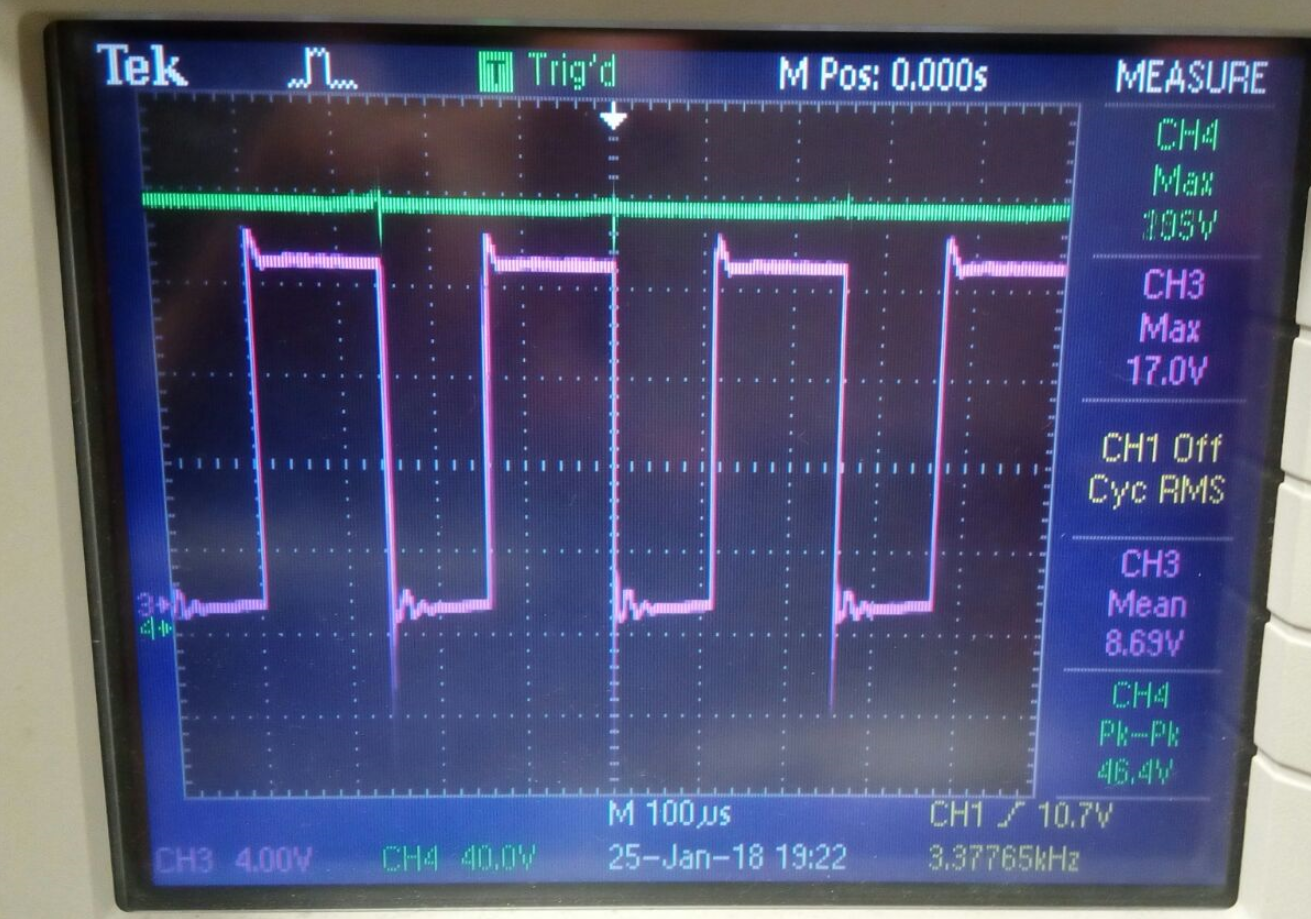 Tek T Trig'd M Pos: 0.000s MEASURE
CH4
Max
CH3
Max
17.0V
CH1 Off
Cyc RMS
3
4
CH3
Mean
8.69V
CH4
Pk-Pk
46.4V
M 100µs CH1 10.7V
CH3 4.00V CH4 40.0V 25-Jan-18 19:22 3.37765kHz